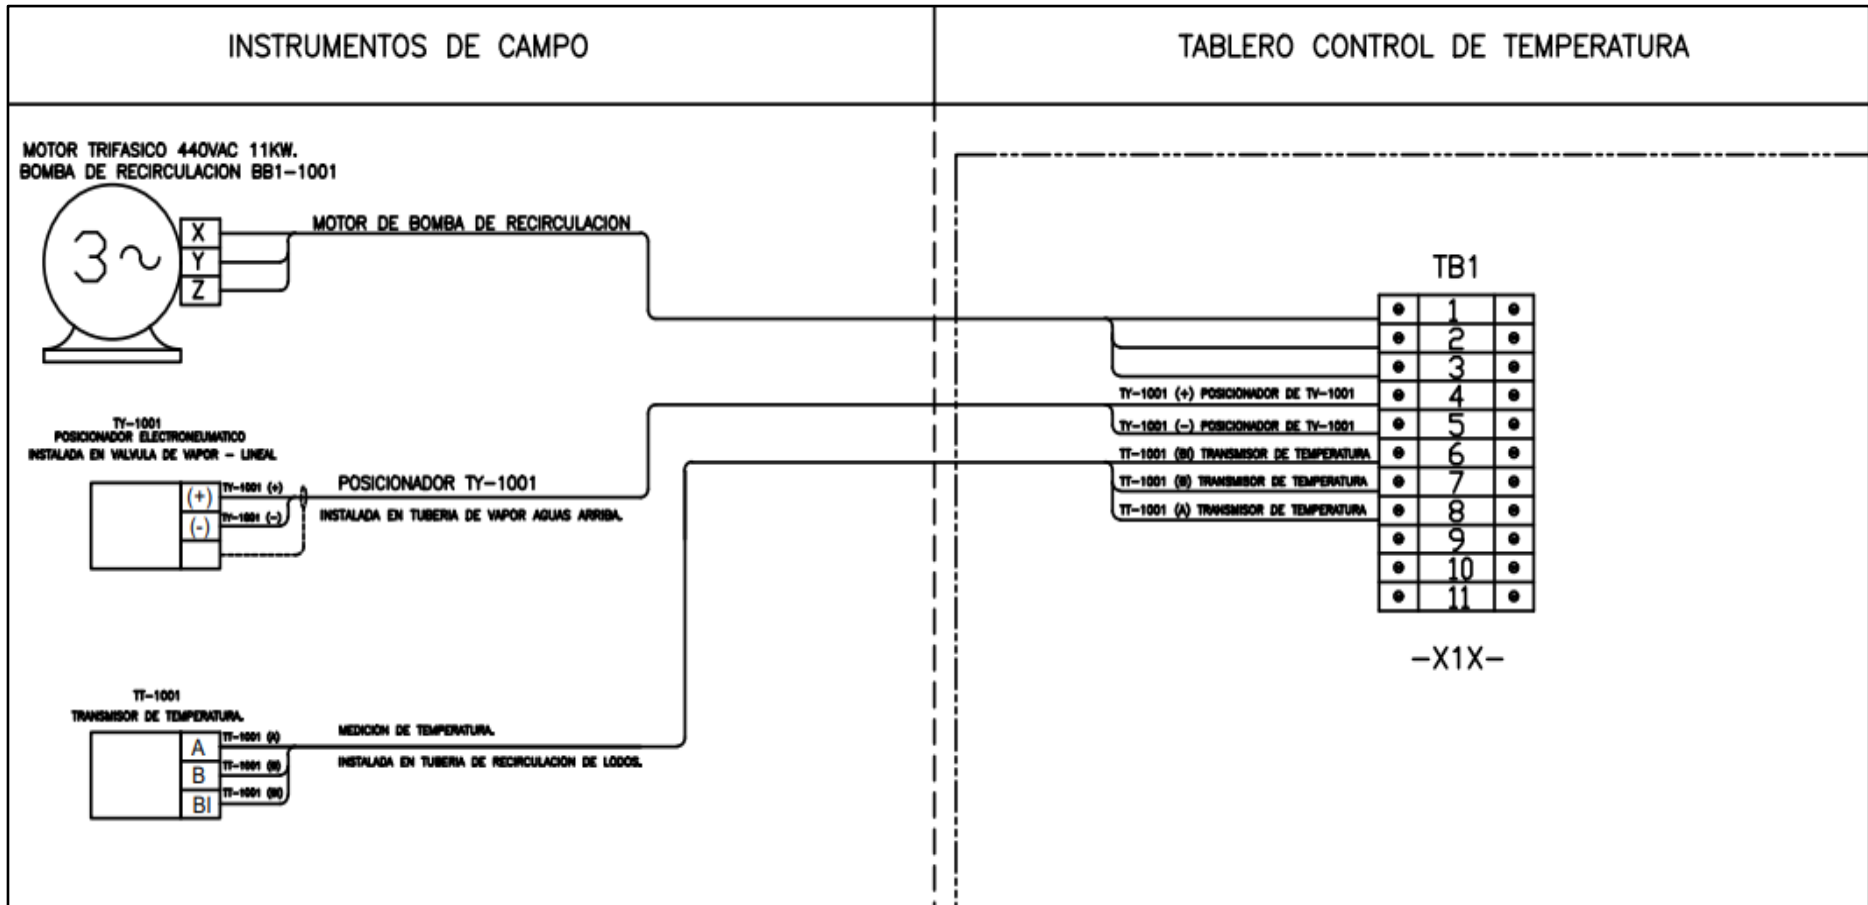 INSTRUMENTOS DE CAMPO
TABLERO CONTROL DE TEMPERATURA
MOTOR TRIFASICO 440VAC 11KW.
BOMBA DE RECIRCULACION BB1-1001
3~
X
Y
Z
MOTOR DE BOMBA DE RECIRCULACION
TY-1001
POSICIONADOR ELECTRONEUMATICO
INSTALADA EN VALVULA DE VAPOR - LINEAL
(+)
(-)
TY-1001 (+)
TY-1001 (-)
POSICIONADOR TY-1001
INSTALADA EN TUBERIA DE VAPOR AGUAS ARRIBA.
TT-1001
TRANSMISOR DE TEMPERATURA.
A
B
BI
TT-1001 (A)
TT-1001 (B)
TT-1001 (BI)
MEDICION DE TEMPERATURA.
INSTALADA EN TUBERIA DE RECIRCULACION DE LODOS.
TB1
1
2
3
TY-1001 (+) POSICIONADOR DE TV-1001
4
TY-1001 (-) POSICIONADOR DE TV-1001
5
TT-1001 (BI) TRANSMISOR DE TEMPERATURA
6
TT-1001 (B) TRANSMISOR DE TEMPERATURA
7
TT-1001 (A) TRANSMISOR DE TEMPERATURA
8
9
10
11
-X1X-